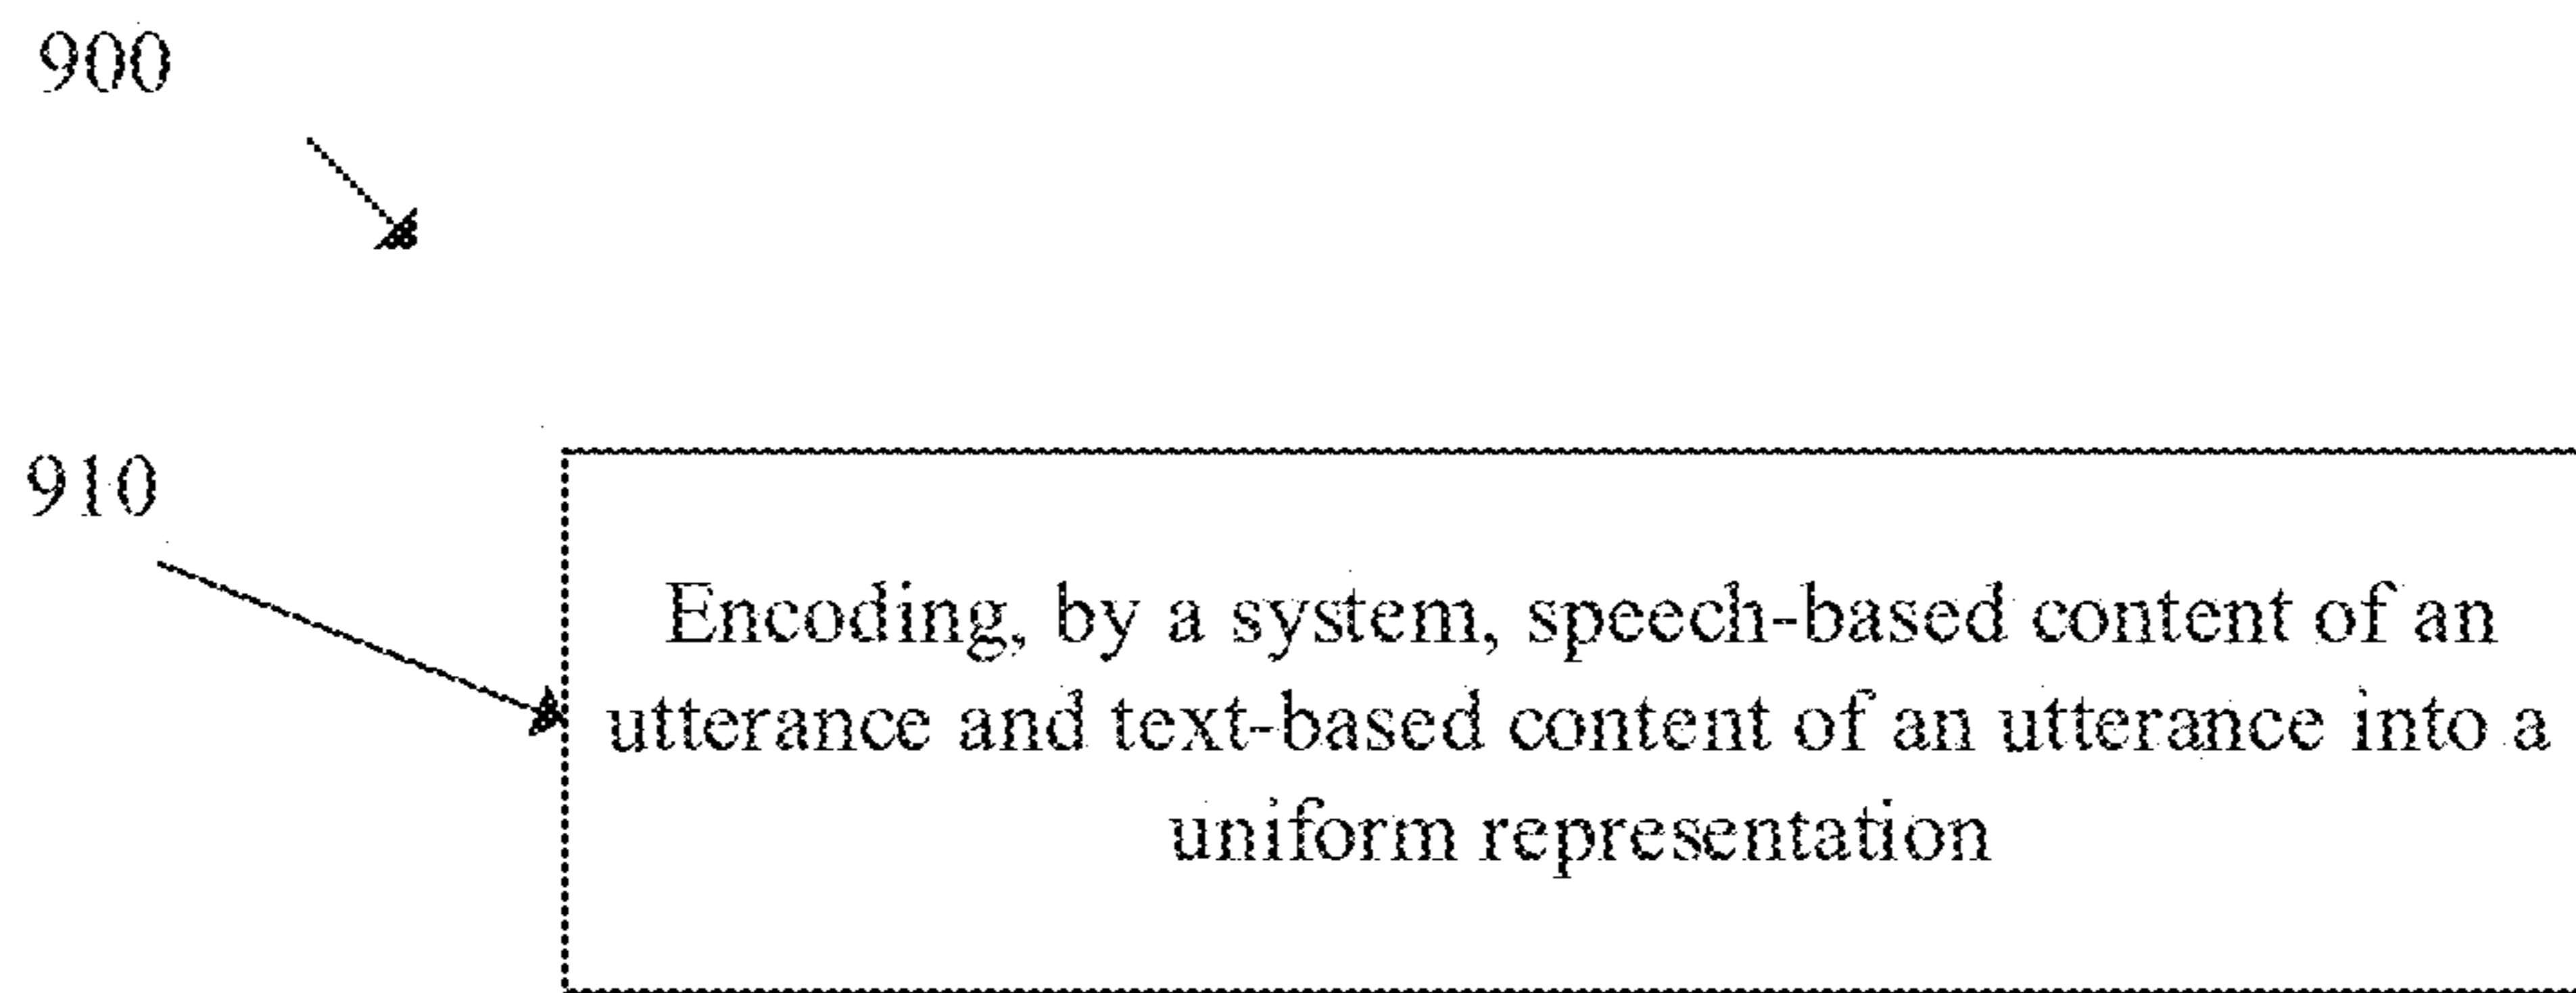 900
910
Encoding, by a system, speech-based content of an
utterance and text-based content of an utterance into a
uniform representation